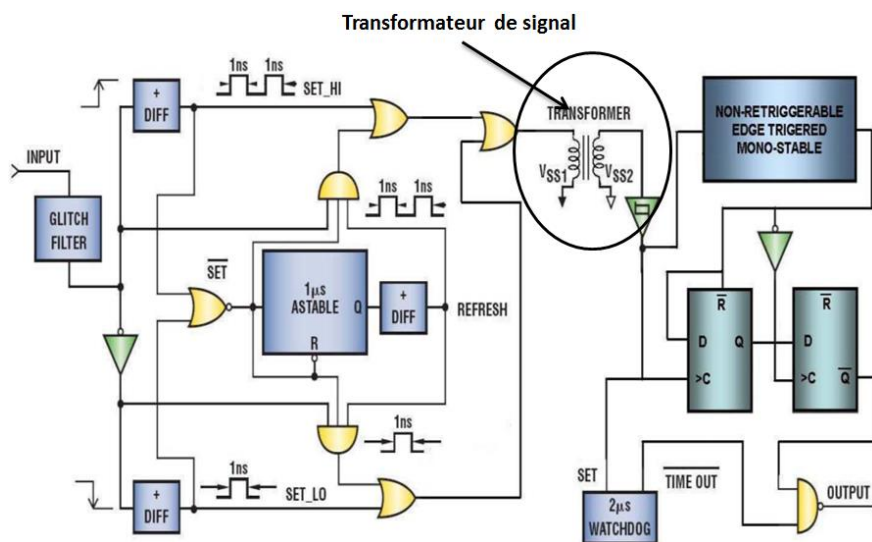 Transformateur de signal
1ns
1ns
SET_HI
+
DIFF
TRANSFORMER
NON-RETRIGGERABLE
EDGE TRIGERED
MONO-STABLE
INPUT
VSS1
VSS2
1ns
1ns
GLITCH
FILTER
SET
1µs
ASTABLE
Q
R
+
DIFF
REFRESH
R
D
Q
>C
R
D
>C
Q
1ns
+
DIFF
1ns
SET_LO
SET
TIME OUT
2µs
WATCHDOG
OUTPUT